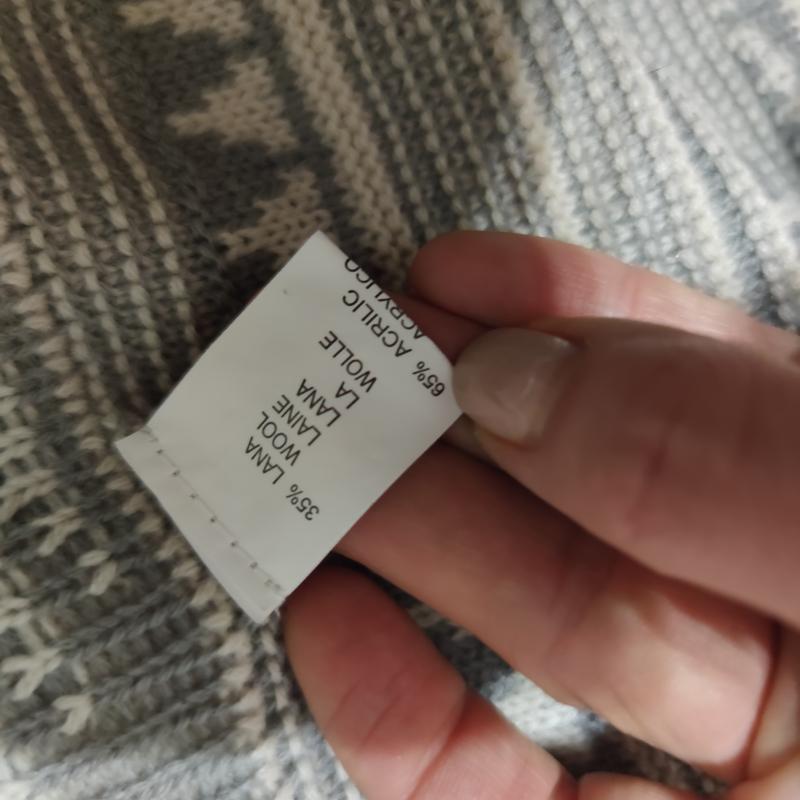 35% LANA
WOOL
LAINE
LANA
LA
WOLLE
65% ACRILIC
ACRYLICO